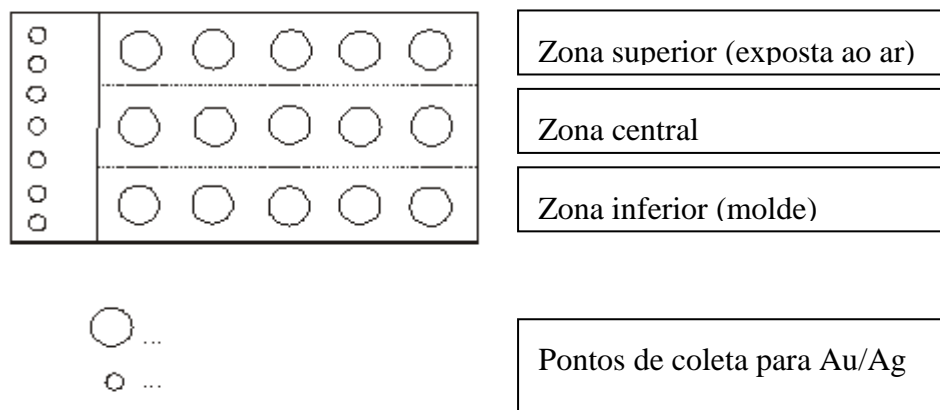 Zona superior (exposta ao ar)
Zona central
Zona inferior (molde)
...
Pontos de coleta para Au/Ag
...